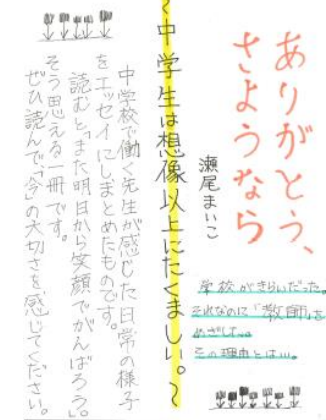 ありがとう、
さようなら
瀬尾まいこ
学校がきらいだった。
それなのに「教師」を
めざした。
その理由とは…。
〜中学生は想像以上にたくましい。〜
中学校で働く先生が感じた日常の様子
をエッセイにまとめたものです。
読むと「また明日から笑顔でがんばろう」。
そう思える一冊です。
ぜひ読んで「今」の大切さを感じてください。